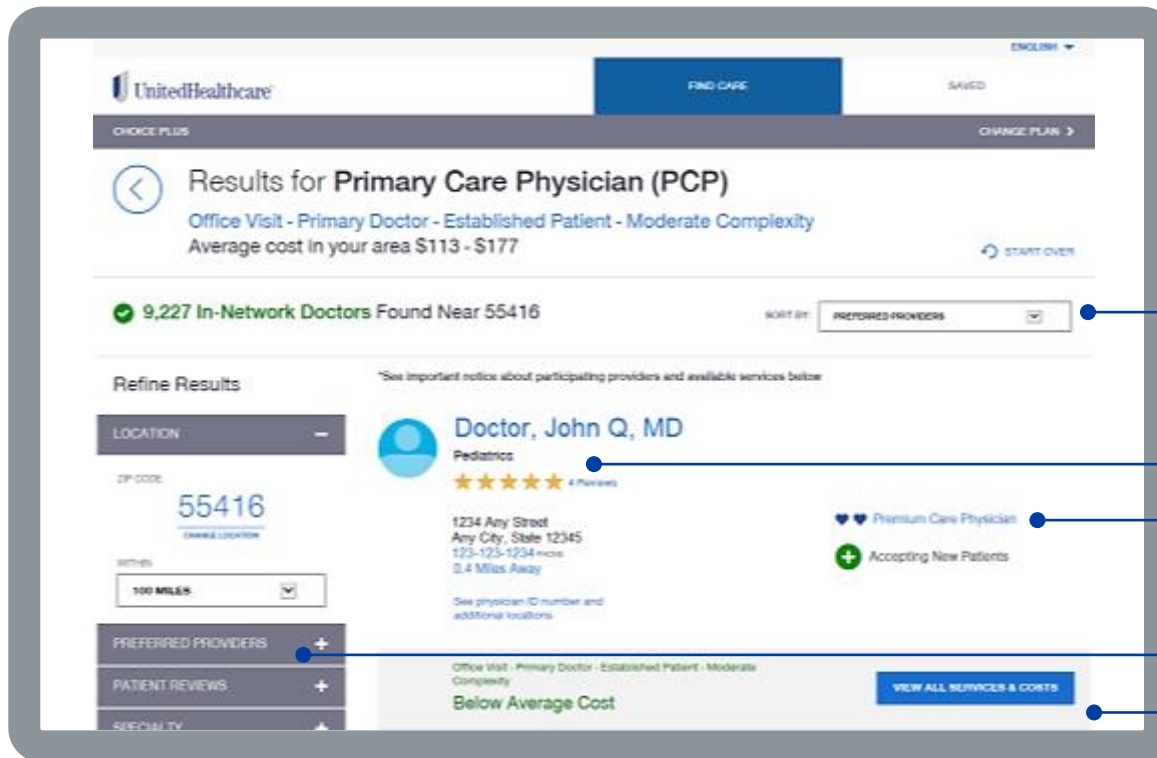 ENGLISH
UnitedHealthcare
FIND CARE
SAVED
CHOICE PLUS
CHANGE PLAN
Results for Primary Care Physician (PCP)
Office Visit - Primary Doctor - Established Patient - Moderate Complexity
Average cost in your area $113 - $177
START OVER
9,227 In-Network Doctors Found Near 55416
SORT BY:
PREFERRED PROVIDERS
Refine Results
*See important notice about participating providers and available services below
LOCATION
ZIP CODE
55416
CHANGE LOCATION
WITHIN
100 MILES
PREFERRED PROVIDERS
PATIENT REVIEWS
SPECIALTY
Doctor, John Q, MD
Pediatrics
4 Reviews
1234 Any Street
Any City, State 12345
123-123-1234 PHONE
0.4 Miles Away
See physician ID number and
additional locations
Premium Care Physician
Accepting New Patients
Office Visit - Primary Doctor - Established Patient - Moderate
Complexity
Below Average Cost
VIEW ALL SERVICES & COSTS